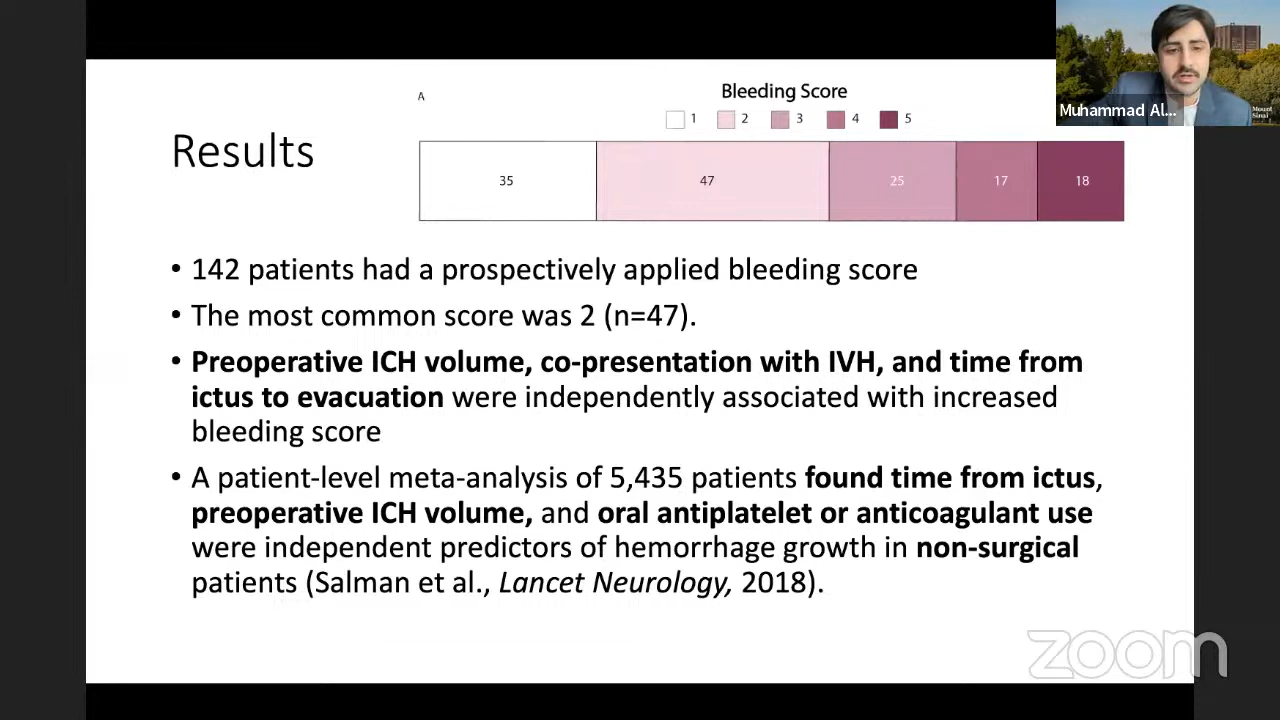 A
Bleeding Score
1 2 3 4 5
Results
35 47 25 17 18
• 142 patients had a prospectively applied bleeding score
• The most common score was 2 (n=47).
• Preoperative ICH volume, co-presentation with IVH, and time from
ictus to evacuation were independently associated with increased
bleeding score
• A patient-level meta-analysis of 5,435 patients found time from ictus,
preoperative ICH volume, and oral antiplatelet or anticoagulant use
were independent predictors of hemorrhage growth in non-surgical
patients (Salman et al., Lancet Neurology, 2018).
Muhammad Al...
Mount
Sinai
zoom